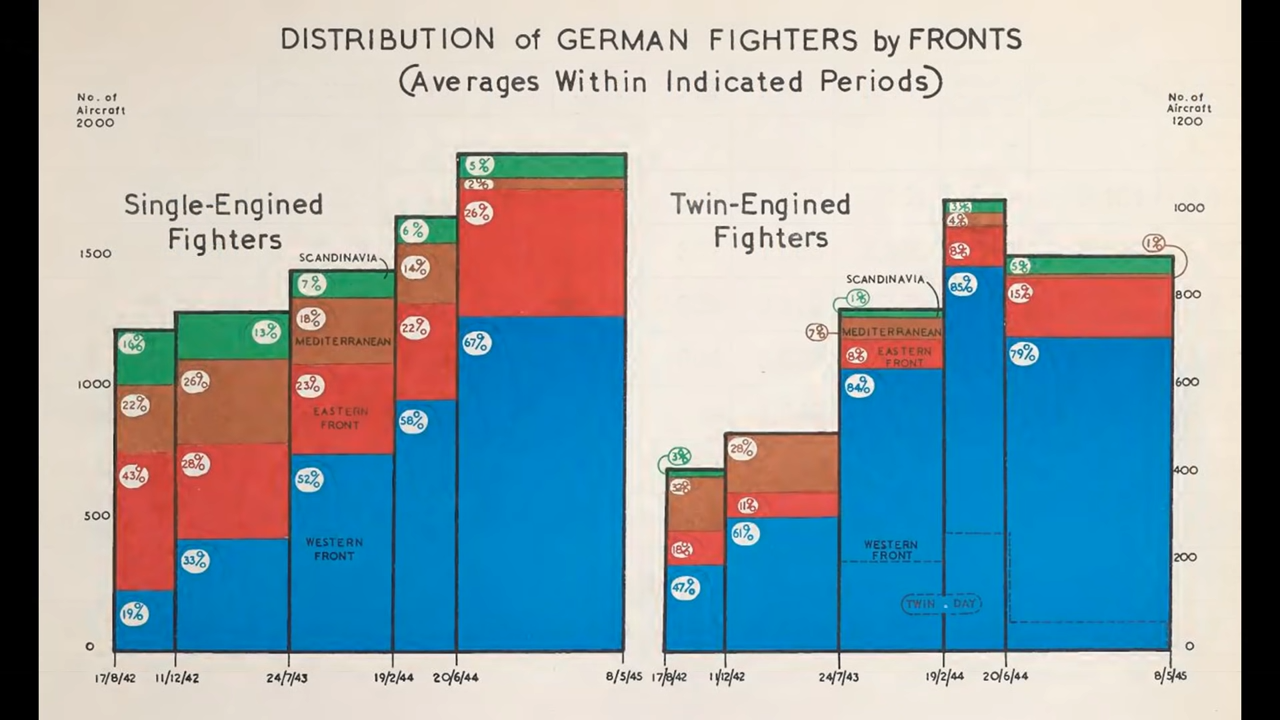 DISTRIBUTION of GERMAN FIGHTERS by FRONTS
(Averages Within Indicated Periods)
No. of
Aircraft
2000
No. of
Aircraft
1200
Single-Engined
Fighters
1500
1000
500
0
SCANDINAVIA
22%
43%
19%
13%
26%
28%
33%
7%
18%
MEDITERRANEAN
23%
EASTERN
FRONT
52%
WESTERN
FRONT
6%
14%
22%
58%
5%
2%
26%
67%
17/8/42
11/12/42
24/7/43
19/2/44
20/6/44
8/5/45
Twin-Engined
Fighters
1000
800
600
400
200
0
SCANDINAVIA
3%
18%
47%
28%
11%
61%
1%
7%
MEDITERRANEAN
8%
EASTERN
FRONT
84%
WESTERN
FRONT
TWIN DAY
3%
4%
8%
85%
1%
5%
15%
79%
17/8/42
11/12/42
24/7/43
19/2/44
20/6/44
8/5/45